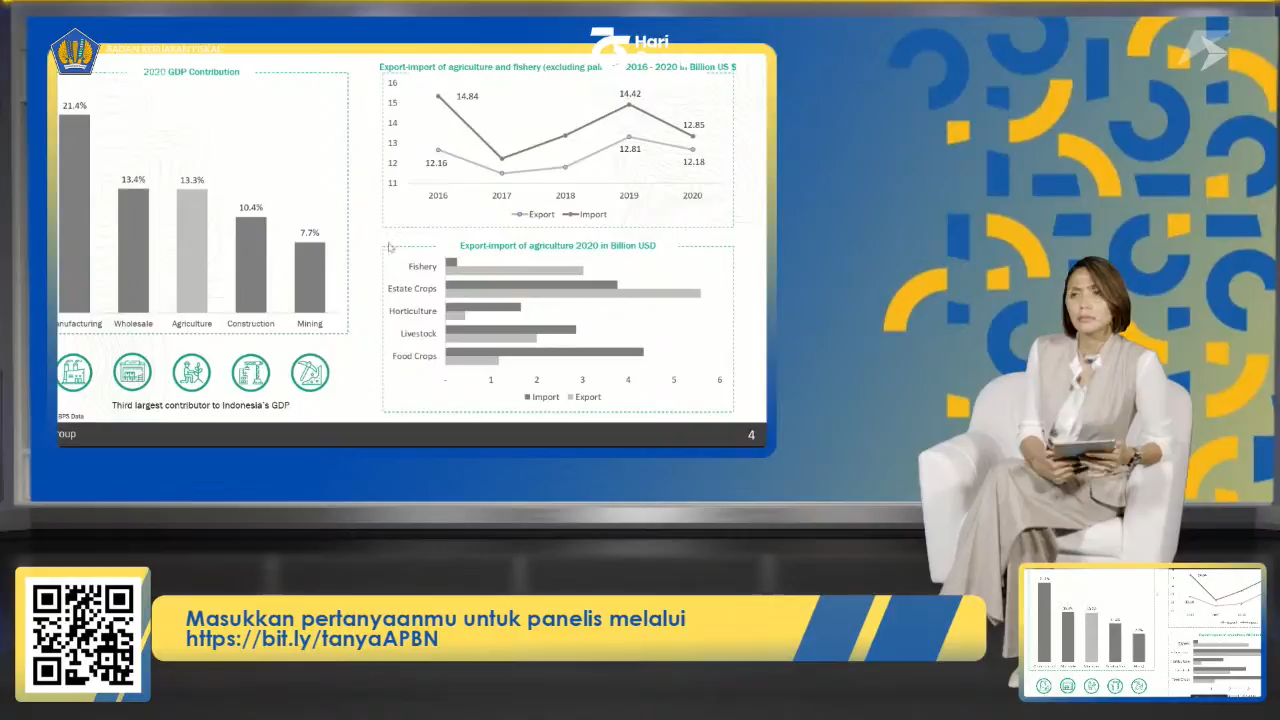 BADAN KEBIJAKAN FISKAL
75 Hari
2020 GDP Contribution
21.4%
13.4%
13.3%
10.4%
7.7%
anufacturing Wholesale Agriculture Construction Mining
Third largest contributor to Indonesia's GDP
BPS Data
roup
4
Export-import of agriculture and fishery (excluding pal 2016 - 2020 in Billion US $
16
15
14
13
12
11
14.84
14.42
12.85
12.16
12.81
12.18
2016 2017 2018 2019 2020
Export Import
Export-import of agriculture 2020 in Billion USD
Fishery
Estate Crops
Horticulture
Livestock
Food Crops
- 1 2 3 4 5 6
Import Export
Masukkan pertanyaanmu untuk panelis melalui
https://bit.ly/tanyaAPBN